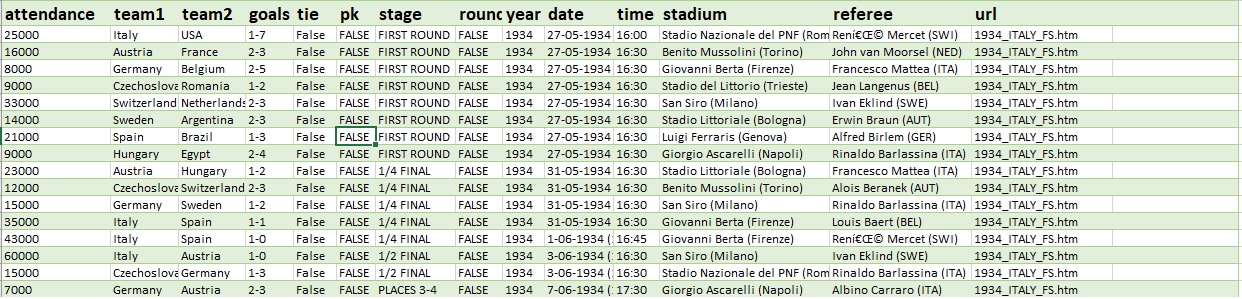 attendance team1 team2 goals tie pk stage round year date time stadium referee url
25000 Italy USA 1-7 False FALSE FIRST ROUND FALSE 1934 27-05-1934 16:00 Stadio Nazionale del PNF (Rom Rení€Œ© Mercet (SWI) 1934_ITALY_FS.htm
16000 Austria France 2-3 False FALSE FIRST ROUND FALSE 1934 27-05-1934 16:30 Benito Mussolini (Torino) John van Moorsel (NED) 1934_ITALY_FS.htm
8000 Germany Belgium 2-5 False FALSE FIRST ROUND FALSE 1934 27-05-1934 16:30 Giovanni Berta (Firenze) Francesco Mattea (ITA) 1934_ITALY_FS.htm
9000 Czechoslova Romania 1-2 False FALSE FIRST ROUND FALSE 1934 27-05-1934 16:30 Stadio del Littorio (Trieste) Jean Langenus (BEL) 1934_ITALY_FS.htm
33000 Switzerland Netherlands 2-3 False FALSE FIRST ROUND FALSE 1934 27-05-1934 16:30 San Siro (Milano) Ivan Eklind (SWE) 1934_ITALY_FS.htm
14000 Sweden Argentina 2-3 False FALSE FIRST ROUND FALSE 1934 27-05-1934 16:30 Stadio Littoriale (Bologna) Erwin Braun (AUT) 1934_ITALY_FS.htm
21000 Spain Brazil 1-3 False FALSE FIRST ROUND FALSE 1934 27-05-1934 16:30 Luigi Ferraris (Genova) Alfred Birlem (GER) 1934_ITALY_FS.htm
9000 Hungary Egypt 2-4 False FALSE FIRST ROUND FALSE 1934 27-05-1934 16:30 Giorgio Ascarelli (Napoli) Rinaldo Barlassina (ITA) 1934_ITALY_FS.htm
23000 Austria Hungary 1-2 False FALSE 1/4 FINAL FALSE 1934 31-05-1934 16:30 Stadio Littoriale (Bologna) Francesco Mattea (ITA) 1934_ITALY_FS.htm
12000 Czechoslova Switzerland 2-3 False FALSE 1/4 FINAL FALSE 1934 31-05-1934 16:30 Benito Mussolini (Torino) Alois Beranek (AUT) 1934_ITALY_FS.htm
15000 Germany Sweden 1-2 False FALSE 1/4 FINAL FALSE 1934 31-05-1934 16:30 San Siro (Milano) Rinaldo Barlassina (ITA) 1934_ITALY_FS.htm
35000 Italy Spain 1-1 False FALSE 1/4 FINAL FALSE 1934 31-05-1934 16:30 Giovanni Berta (Firenze) Louis Baert (BEL) 1934_ITALY_FS.htm
43000 Italy Spain 1-0 False FALSE 1/4 FINAL FALSE 1934 1-06-1934 (1 16:45 Giovanni Berta (Firenze) Rení€Œ© Mercet (SWI) 1934_ITALY_FS.htm
60000 Italy Austria 1-0 False FALSE 1/2 FINAL FALSE 1934 3-06-1934 (1 16:30 San Siro (Milano) Ivan Eklind (SWE) 1934_ITALY_FS.htm
15000 Czechoslova Germany 1-3 False FALSE 1/2 FINAL FALSE 1934 3-06-1934 (1 16:30 Stadio Nazionale del PNF (Rom Rinaldo Barlassina (ITA) 1934_ITALY_FS.htm
7000 Germany Austria 2-3 False FALSE PLACES 3-4 FALSE 1934 7-06-1934 (1 17:30 Giorgio Ascarelli (Napoli) Albino Carraro (ITA) 1934_ITALY_FS.htm